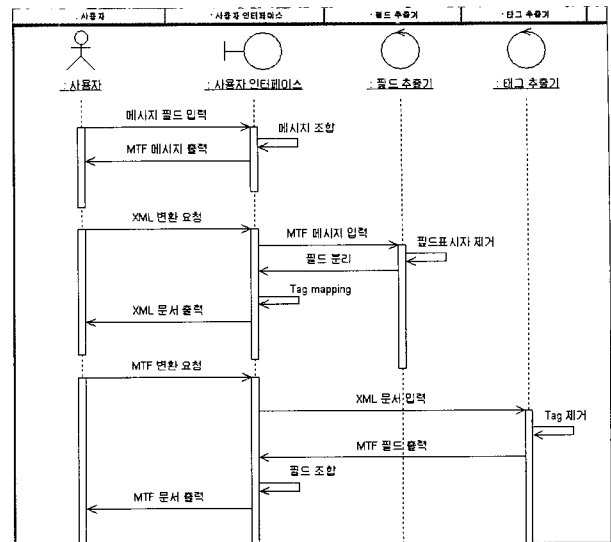 : 사용자
: 사용자 인터페이스
: 필드 추출기
: 태그 추출기
: 사용자
: 사용자 인터페이스
: 필드 추출기
: 태그 추출기
메시지 필드 입력
메시지 조합
MTF 메시지 출력
XML 변환 요청
MTF 메시지 입력
필드표시자 제거
필드 분리
Tag mapping
XML 문서 출력
MTF 변환 요청
XML 문서 입력
Tag 제거
MTF 필드 출력
필드 조합
MTF 문서 출력